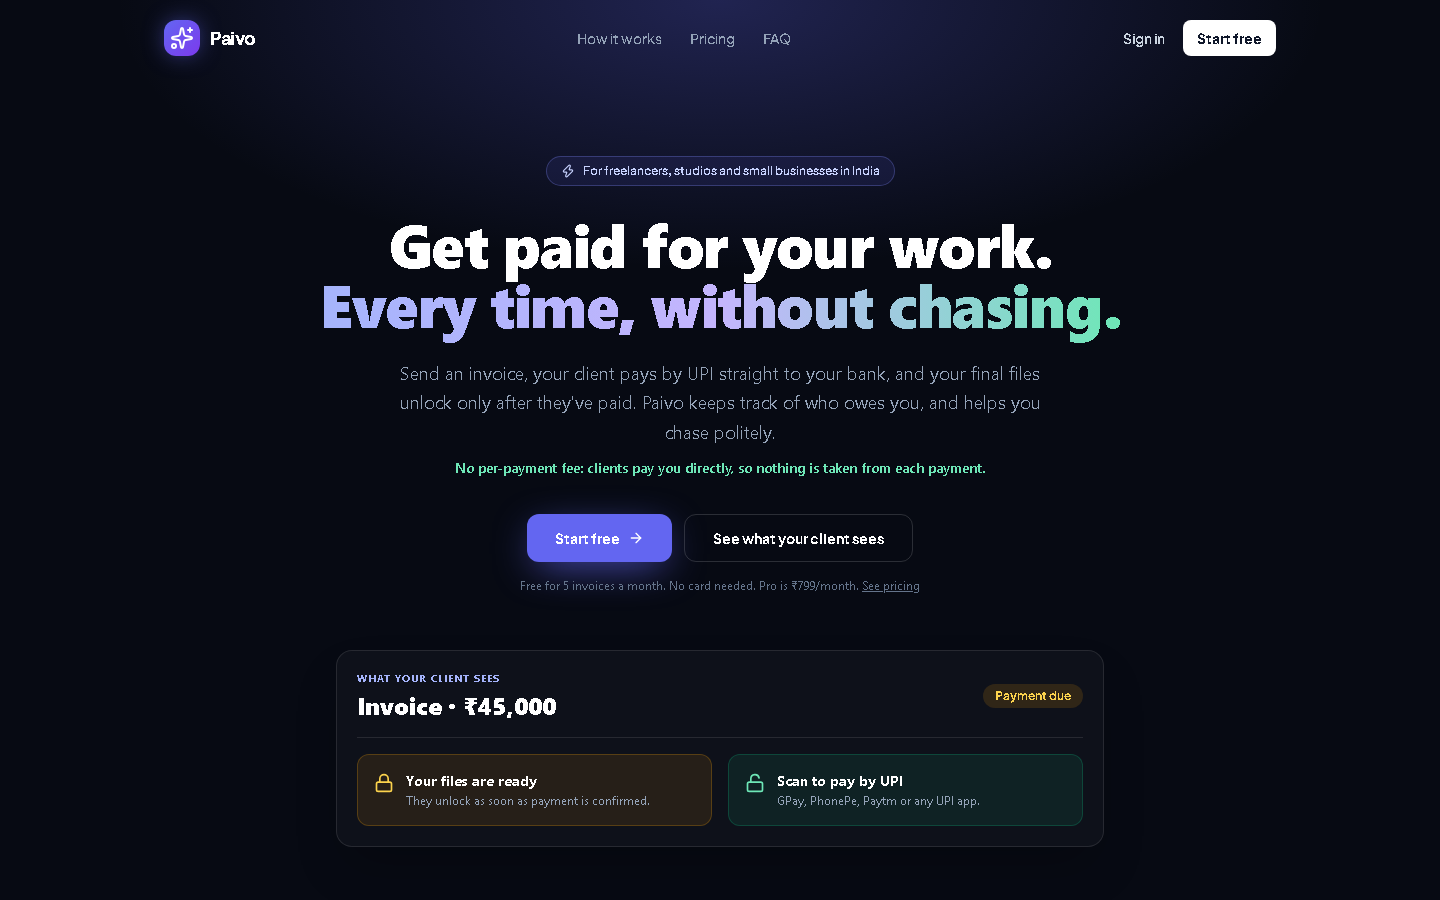 Paivo
How it works
Pricing
FAQ
Sign in
Start free
For freelancers, studios and small businesses in India
Get paid for your work.
Every time, without chasing.
Send an invoice, your client pays by UPI straight to your bank, and your final files
unlock only after they've paid. Paivo keeps track of who owes you, and helps you
chase politely.
No per-payment fee: clients pay you directly, so nothing is taken from each payment.
Start free →
See what your client sees
Free for 5 invoices a month. No card needed. Pro is ₹799/month. See pricing
WHAT YOUR CLIENT SEES
Invoice · ₹45,000
Payment due
Your files are ready
They unlock as soon as payment is confirmed.
Scan to pay by UPI
GPay, PhonePe, Paytm or any UPI app.